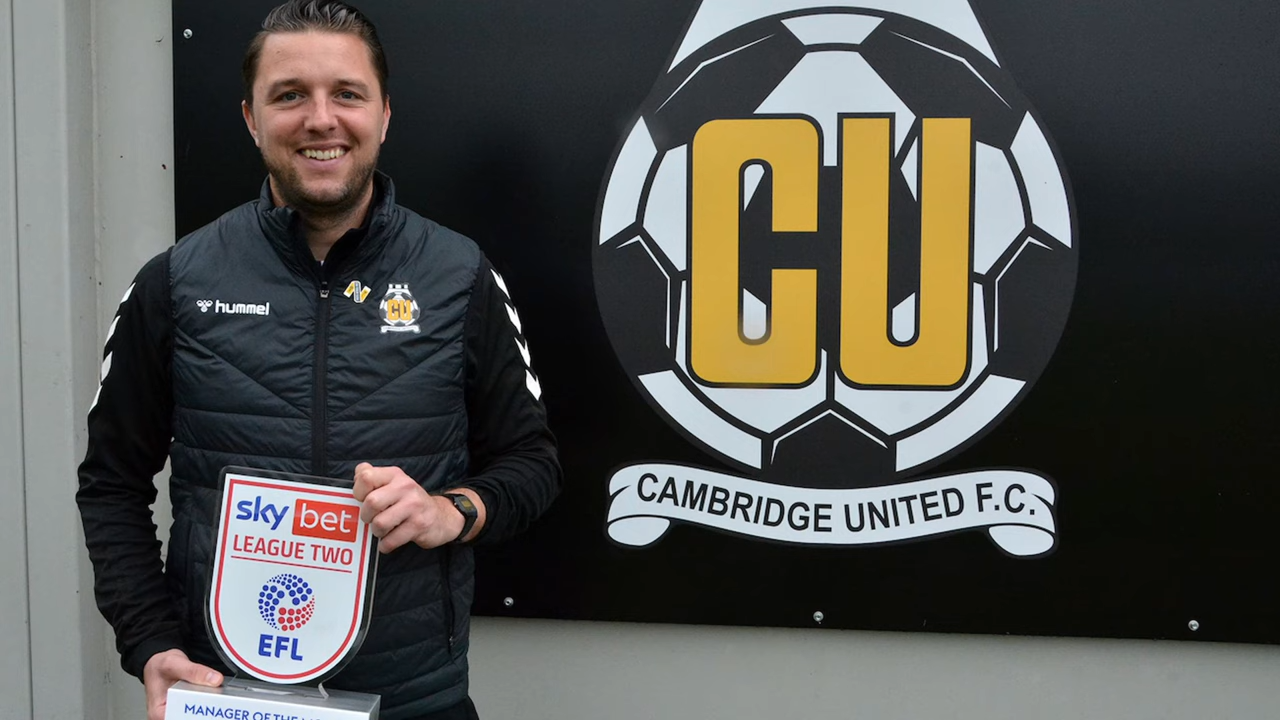 CU
CAMBRIDGE UNITED F.C.
hummel
CU
sky bet
LEAGUE TWO
EFL
MANAGER OF THE